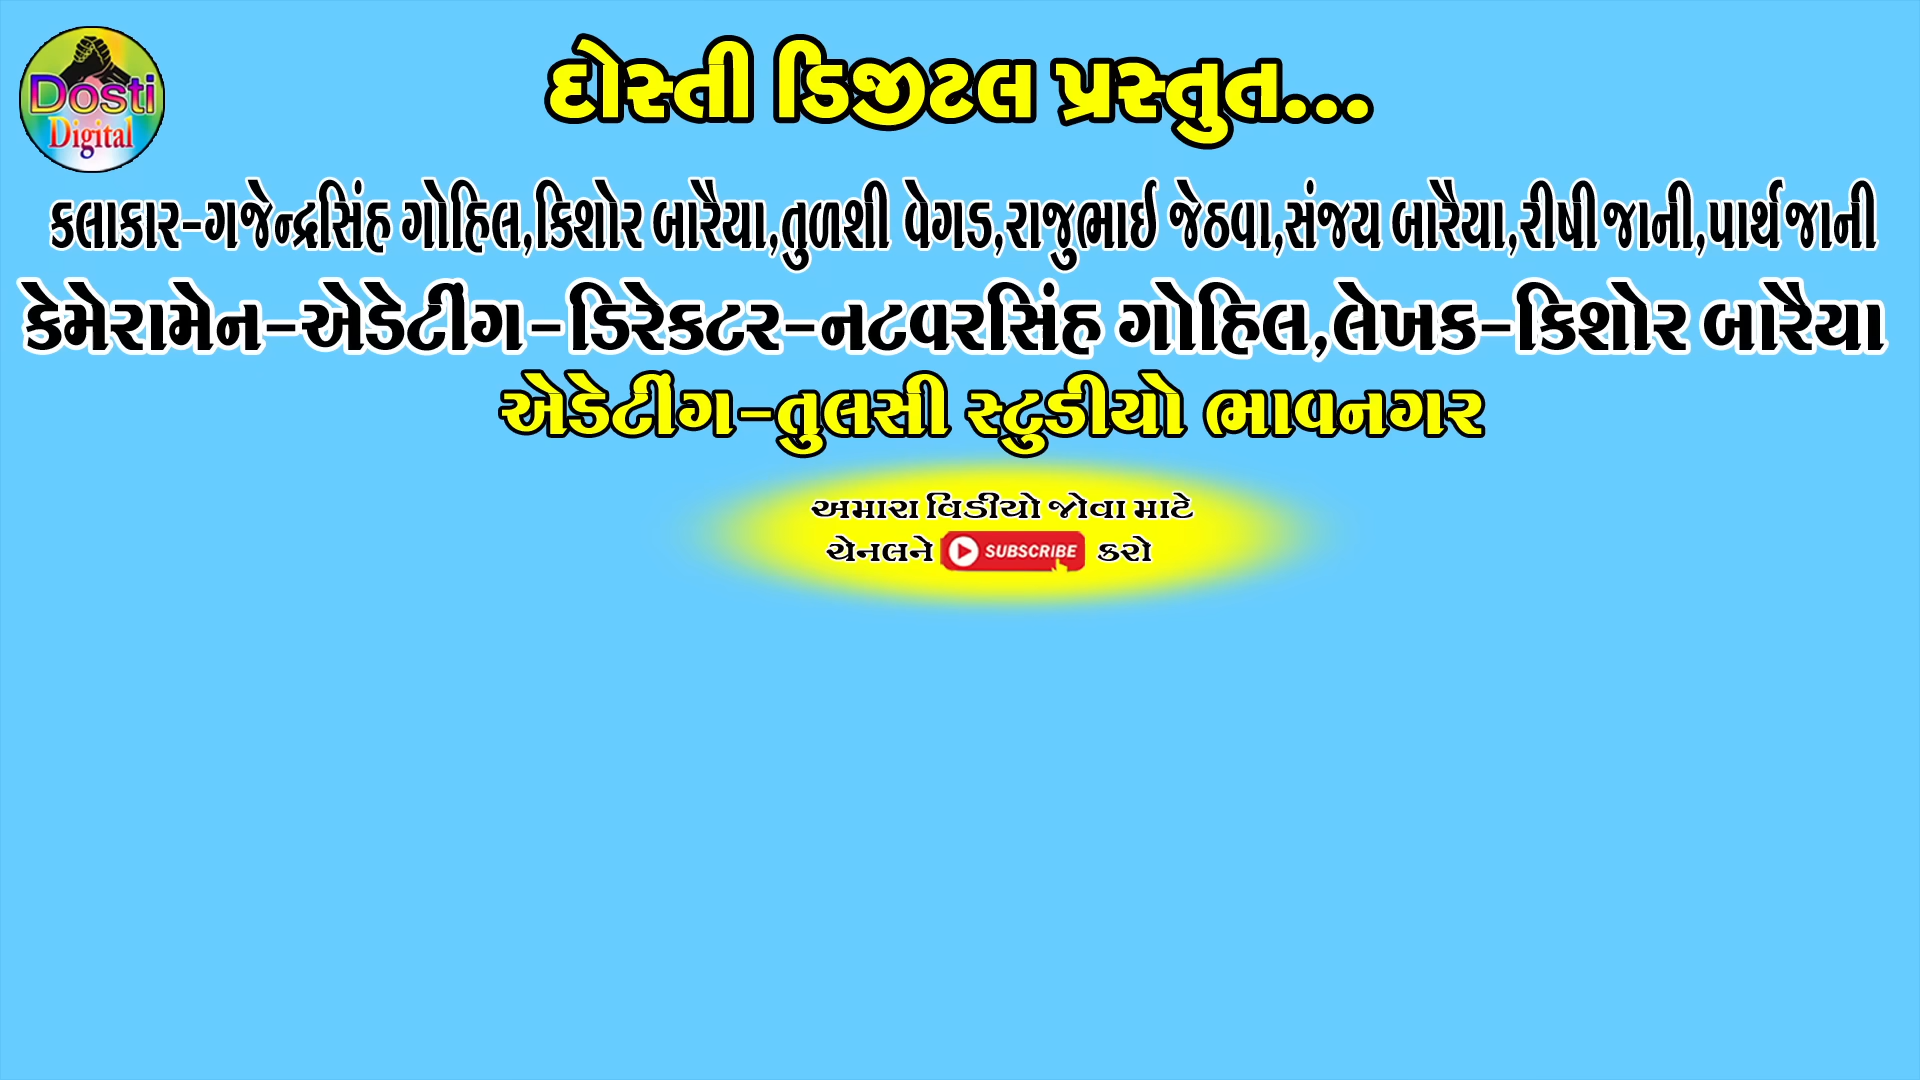 Dosti
Digital
દોસ્તી ડિજીટલ પ્રસ્તુત...
કલાકાર-ગજેન્દ્રસિંહ ગોહિલ,કિશોર બારૈયા,તુળશી વેગડ,રાજુભાઈ જેઠવા,સંજય બારૈયા,રીષી જાની,પાર્થ જાની
કેમેરામેન-એડેટીંગ-ડિરેકટર-નટવરસિંહ ગોહિલ,લેખક-કિશોર બારૈયા
એડેટીંગ-તુલસી સ્ટુડીયો ભાવનગર
અમારા વિડીયો જોવા માટે
ચેનલને SUBSCRIBE કરો